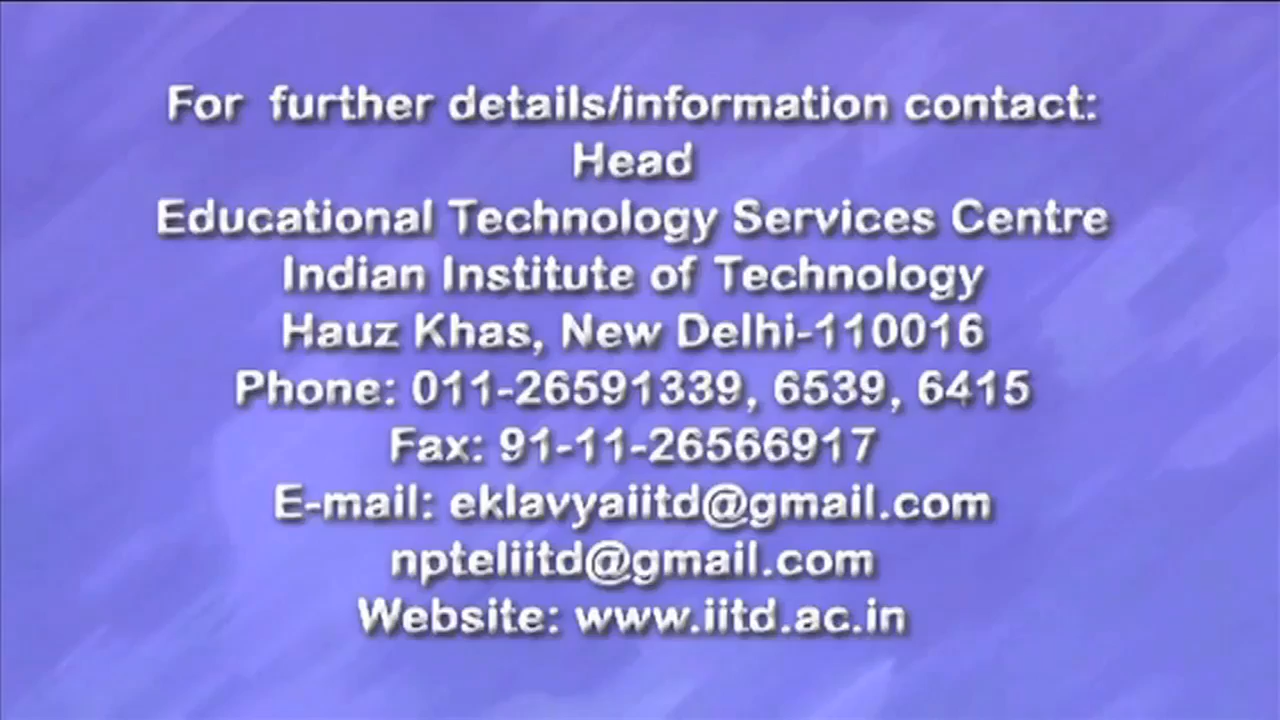 For further details/information contact:
Head
Educational Technology Services Centre
Indian Institute of Technology
Hauz Khas, New Delhi-110016
Phone: 011-26591339, 6539, 6415
Fax: 91-11-26566917
E-mail: eklavyaiitd@gmail.com
npteliitd@gmail.com
Website: www.iitd.ac.in